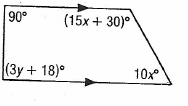 90°
(15x + 30)°
(3y + 18)°
10x°